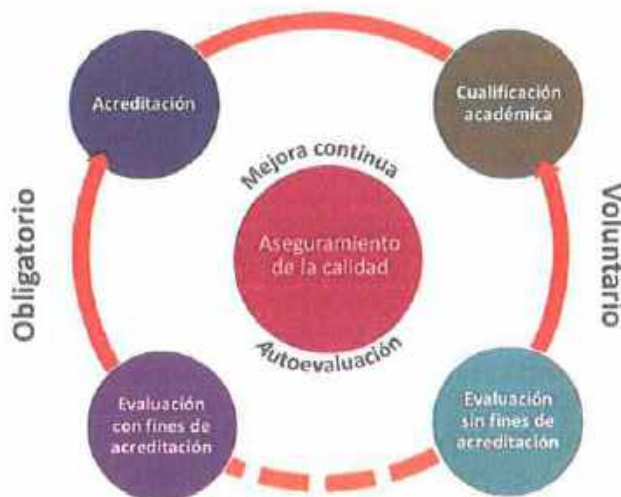 Acreditación
Cualificación
académica
Mejora continua
Aseguramiento
de la calidad
Autoevaluación
Obligatorio
Voluntario
Evaluación
con fines de
acreditación
Evaluación
sin fines de
acreditación